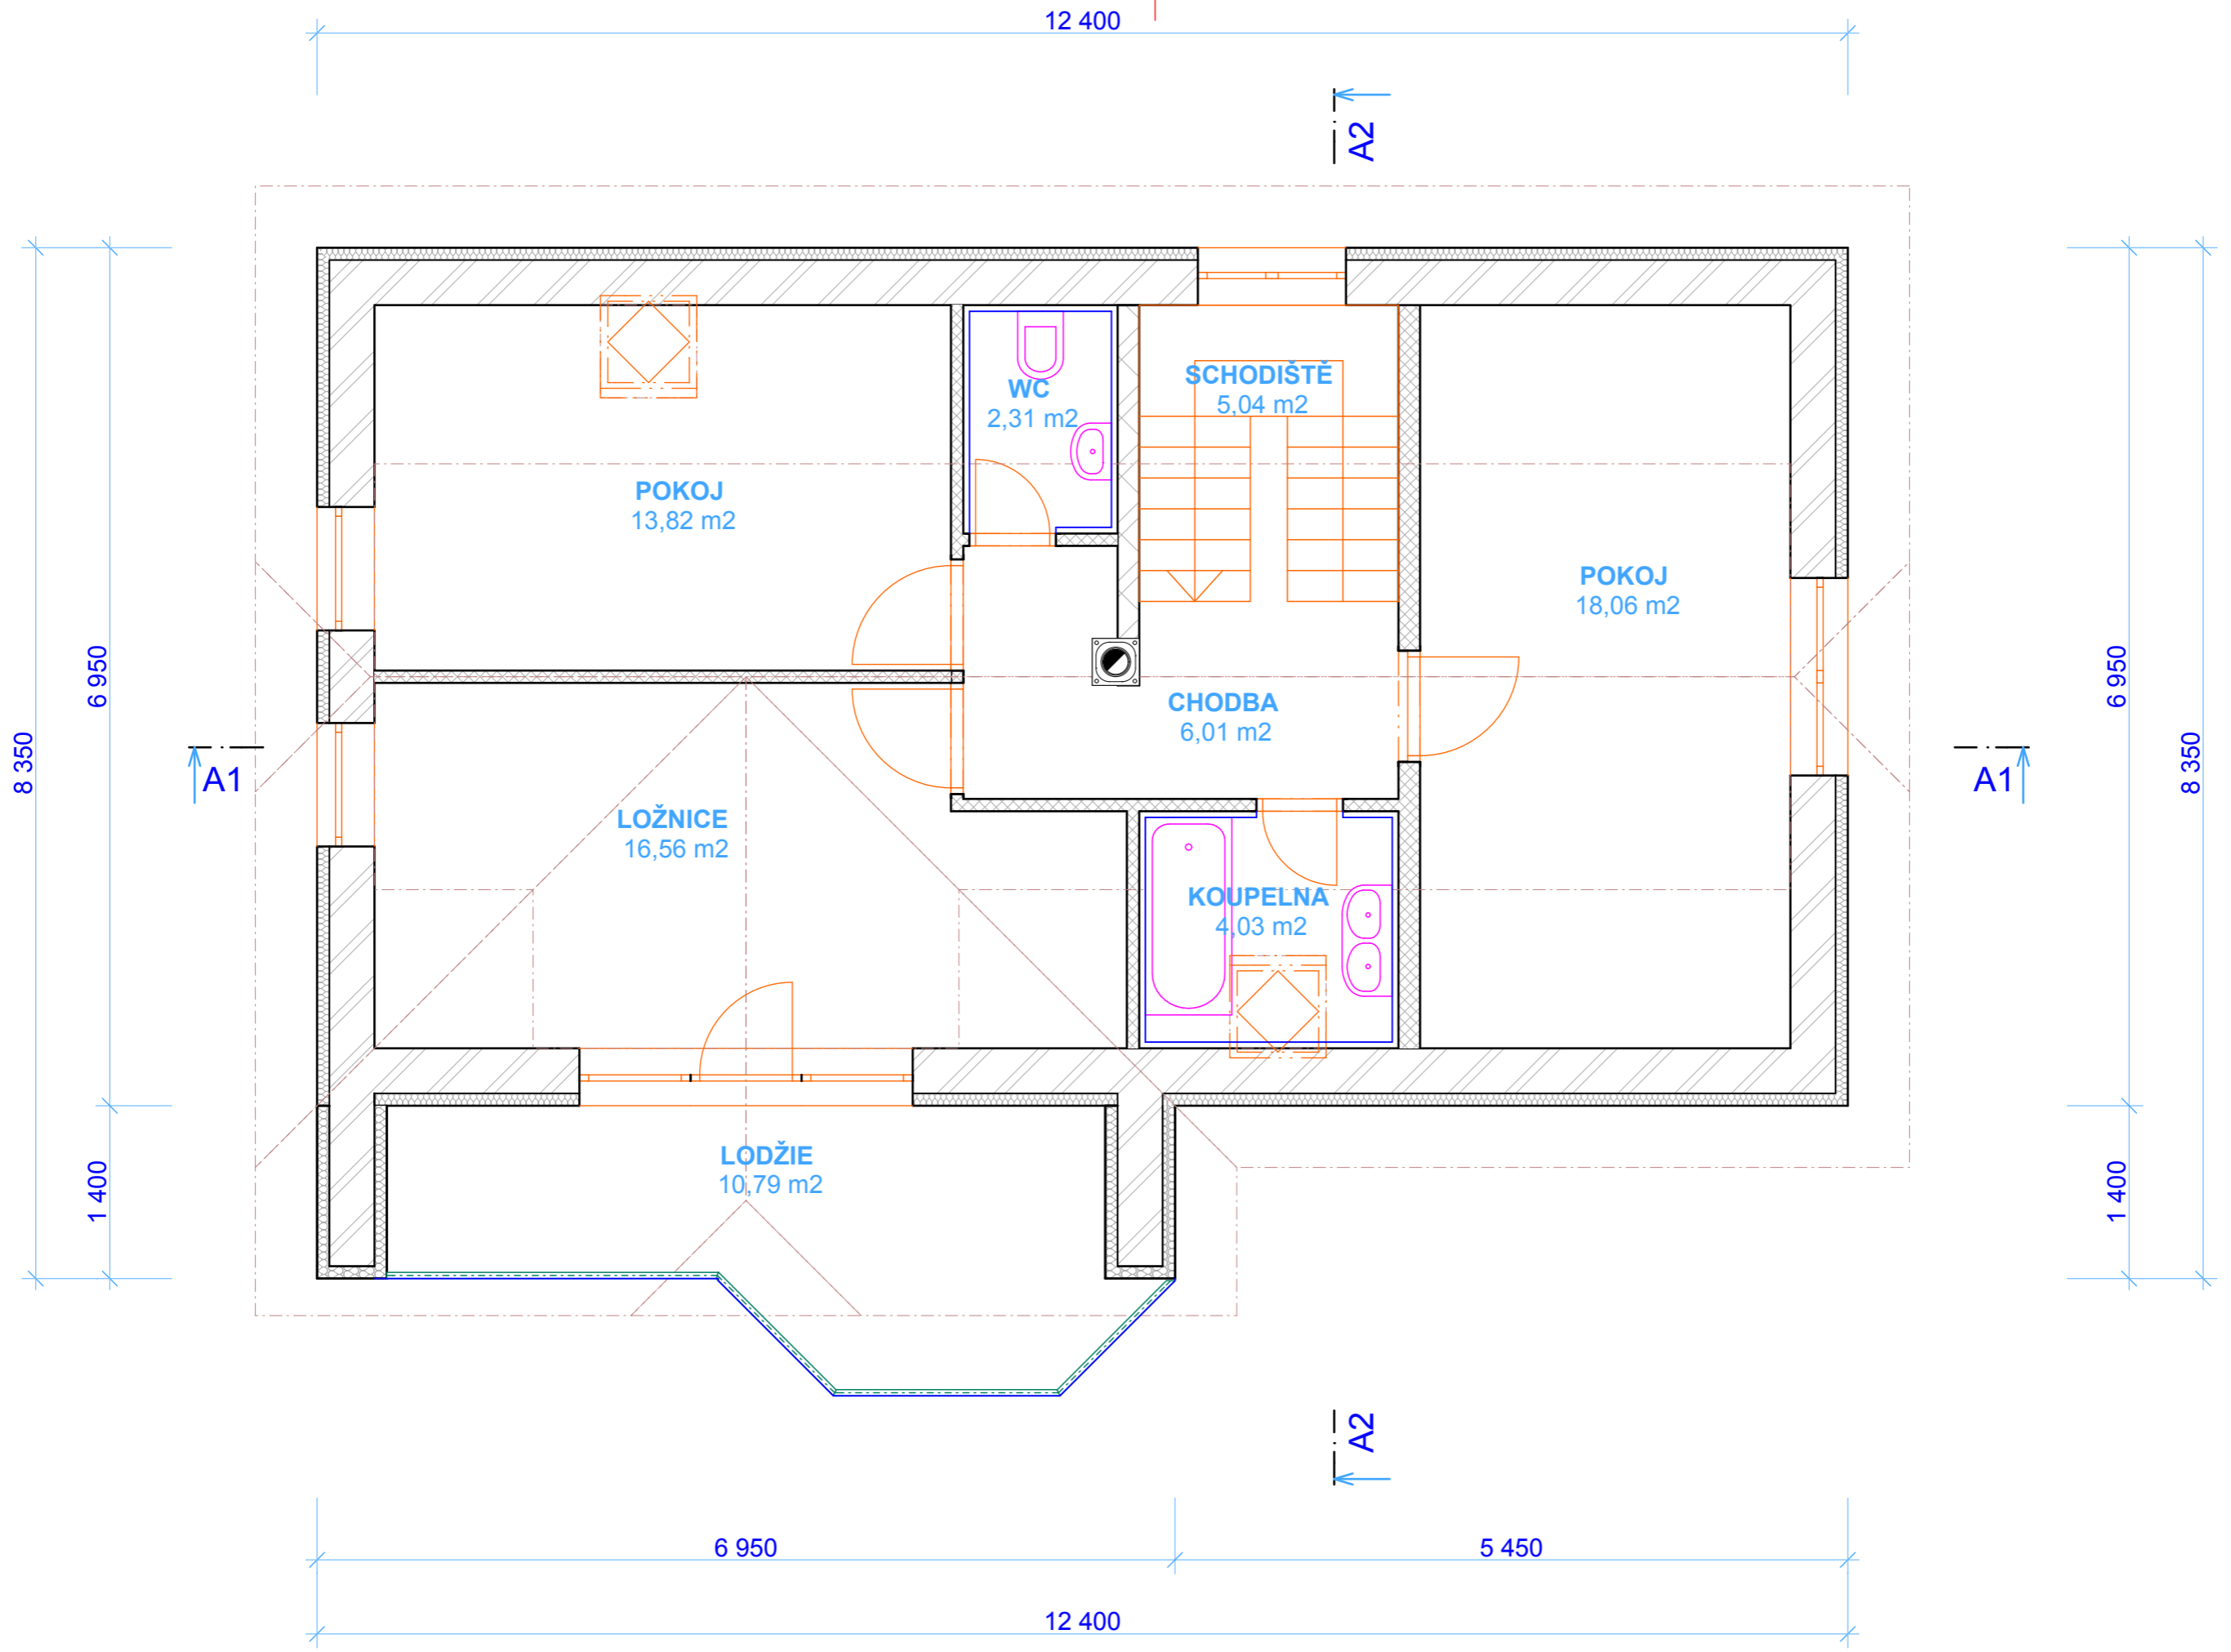 12 400
A2
WC
2,31 m2
SCHODIŠTĚ
5,04 m2
POKOJ
13,82 m2
POKOJ
18,06 m2
6 950
8 350
6 950
8 350
CHODBA
6,01 m2
A1
A1
LOŽNICE
16,56 m2
KOUPELNA
4,03 m2
LODŽIE
10,79 m2
1 400
1 400
A2
6 950
5 450
12 400